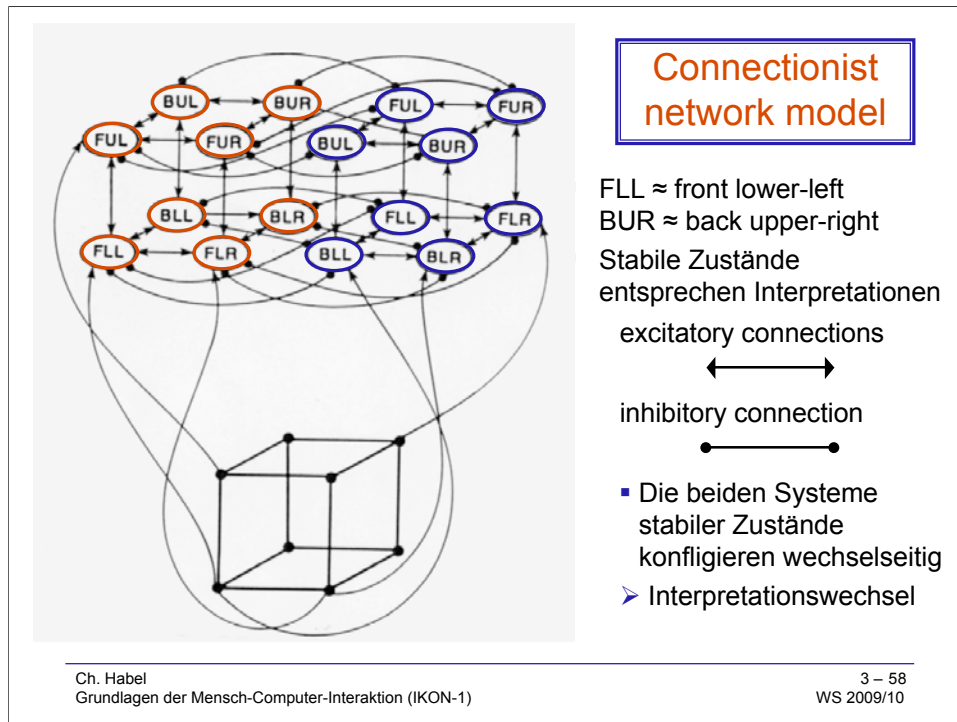 BUL BUR FUL FUR
FUL FUR BUL BUR
BLL BLR FLL FLR
FLL FLR BLL BLR
Connectionist
network model
FLL ≈ front lower-left
BUR ≈ back upper-right
Stabile Zustände
entsprechen Interpretationen
excitatory connections
inhibitory connection
▪ Die beiden Systeme
stabiler Zustände
konfligieren wechselseitig
➢ Interpretationswechsel
Ch. Habel
Grundlagen der Mensch-Computer-Interaktion (IKON-1)
3 – 58
WS 2009/10